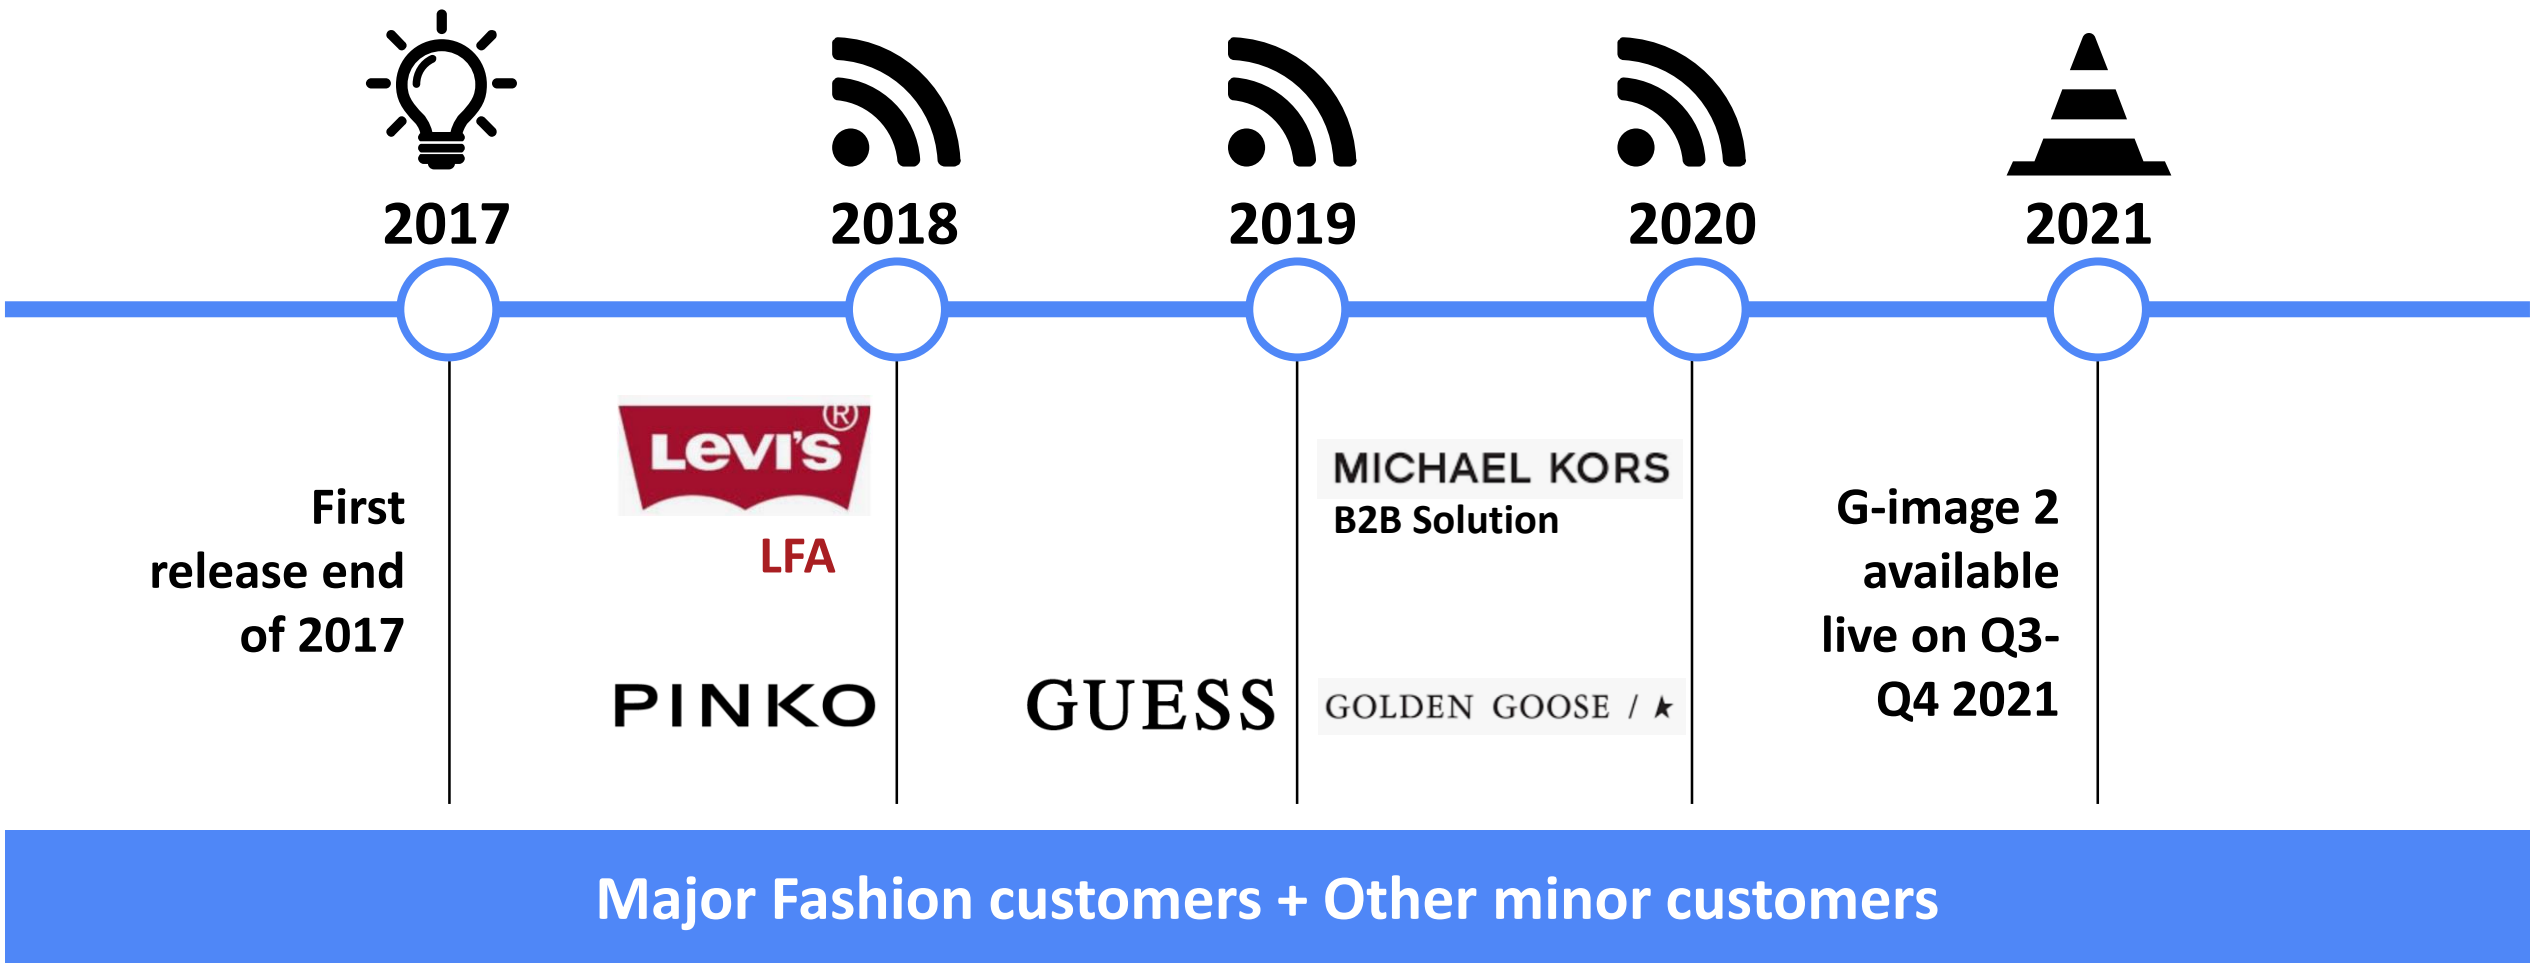 2017
2018
2019
2020
2021
First
release end
of 2017
LEVI'S®
LFA
PINKO
GUESS
MICHAEL KORS
B2B Solution
GOLDEN GOOSE /
G-image 2
available
live on Q3-
Q4 2021
Major Fashion customers + Other minor customers